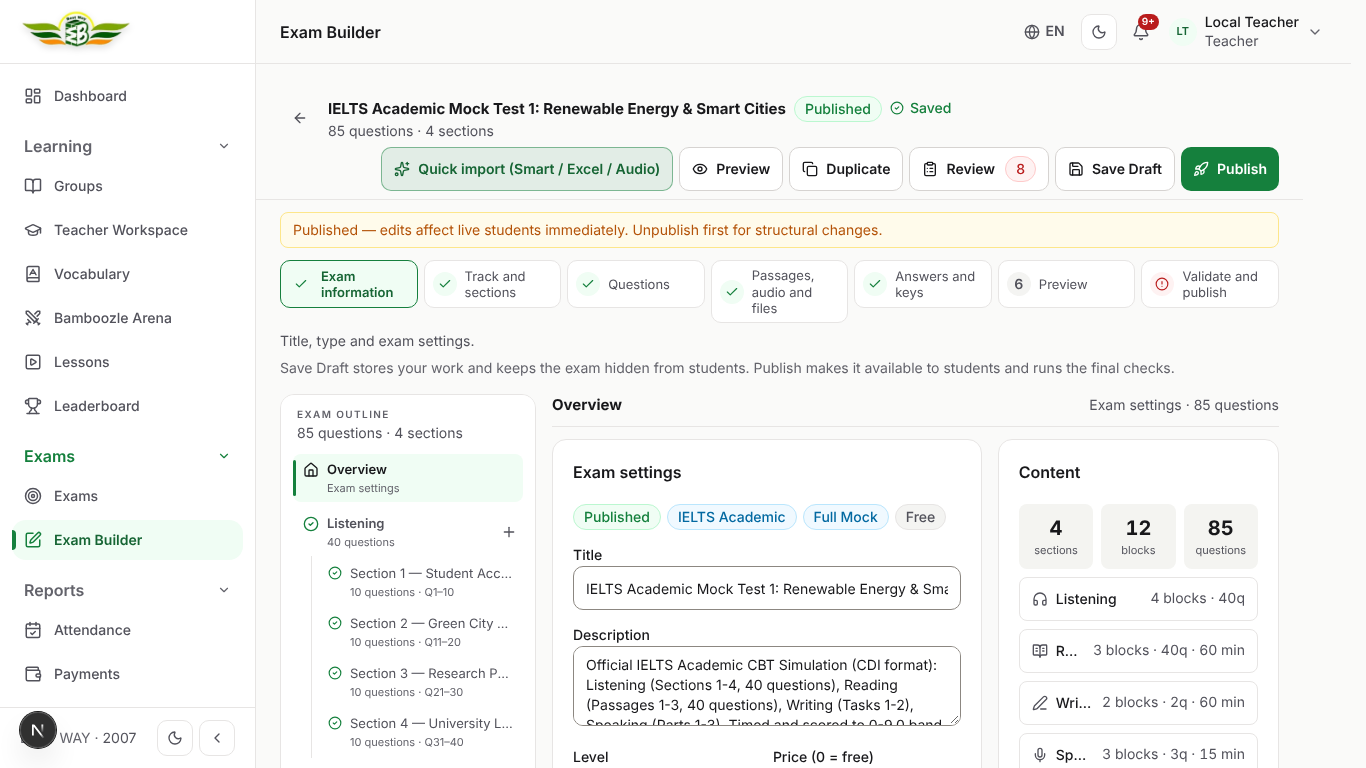 Exam Builder
EN
9+
LT
Local Teacher
Teacher
Dashboard
Learning
Groups
Teacher Workspace
Vocabulary
Bamboozle Arena
Lessons
Leaderboard
Exams
Exams
Exam Builder
Reports
Attendance
Payments
N
WAY · 2007
IELTS Academic Mock Test 1: Renewable Energy & Smart Cities
Published
Saved
85 questions · 4 sections
Quick import (Smart / Excel / Audio)
Preview
Duplicate
Review 8
Save Draft
Publish
Published — edits affect live students immediately. Unpublish first for structural changes.
Exam
information
Track and
sections
Questions
Passages,
audio and
files
Answers and
keys
6 Preview
Validate and
publish
Title, type and exam settings.
Save Draft stores your work and keeps the exam hidden from students. Publish makes it available to students and runs the final checks.
EXAM OUTLINE
85 questions · 4 sections
Overview
Exam settings
Listening
40 questions
Section 1 — Student Acc...
10 questions · Q1–10
Section 2 — Green City ...
10 questions · Q11–20
Section 3 — Research P...
10 questions · Q21–30
Section 4 — University L...
10 questions · Q31–40
Overview
Exam settings · 85 questions
Exam settings
Published
IELTS Academic
Full Mock
Free
Title
IELTS Academic Mock Test 1: Renewable Energy & Sma
Description
Official IELTS Academic CBT Simulation (CDI format):
Listening (Sections 1-4, 40 questions), Reading
(Passages 1-3, 40 questions), Writing (Tasks 1-2),
Speaking (Parts 1-3). Timed and scored to 0-9.0 band
Level
Price (0 = free)
Content
4
sections
12
blocks
85
questions
Listening
4 blocks · 40q
R...
3 blocks · 40q · 60 min
Wri...
2 blocks · 2q · 60 min
Sp...
3 blocks · 3q · 15 min